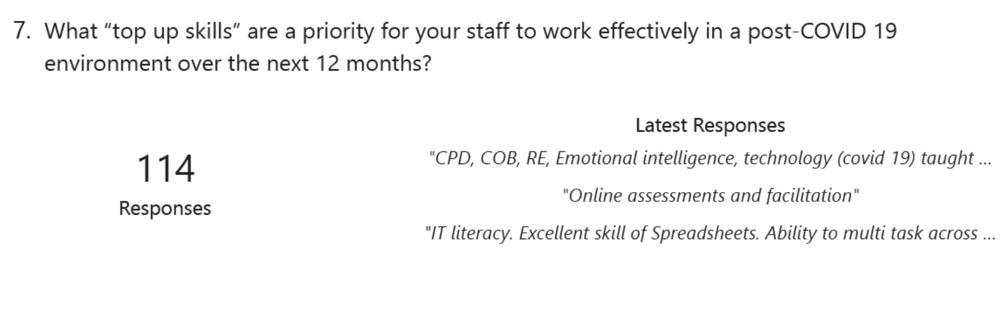 7. What “top up skills” are a priority for your staff to work effectively in a post-COVID 19
environment over the next 12 months?
114
Responses
Latest Responses
"CPD, COB, RE, Emotional intelligence, technology (covid 19) taught ...
"Online assessments and facilitation"
"IT literacy. Excellent skill of Spreadsheets. Ability to multi task across ...